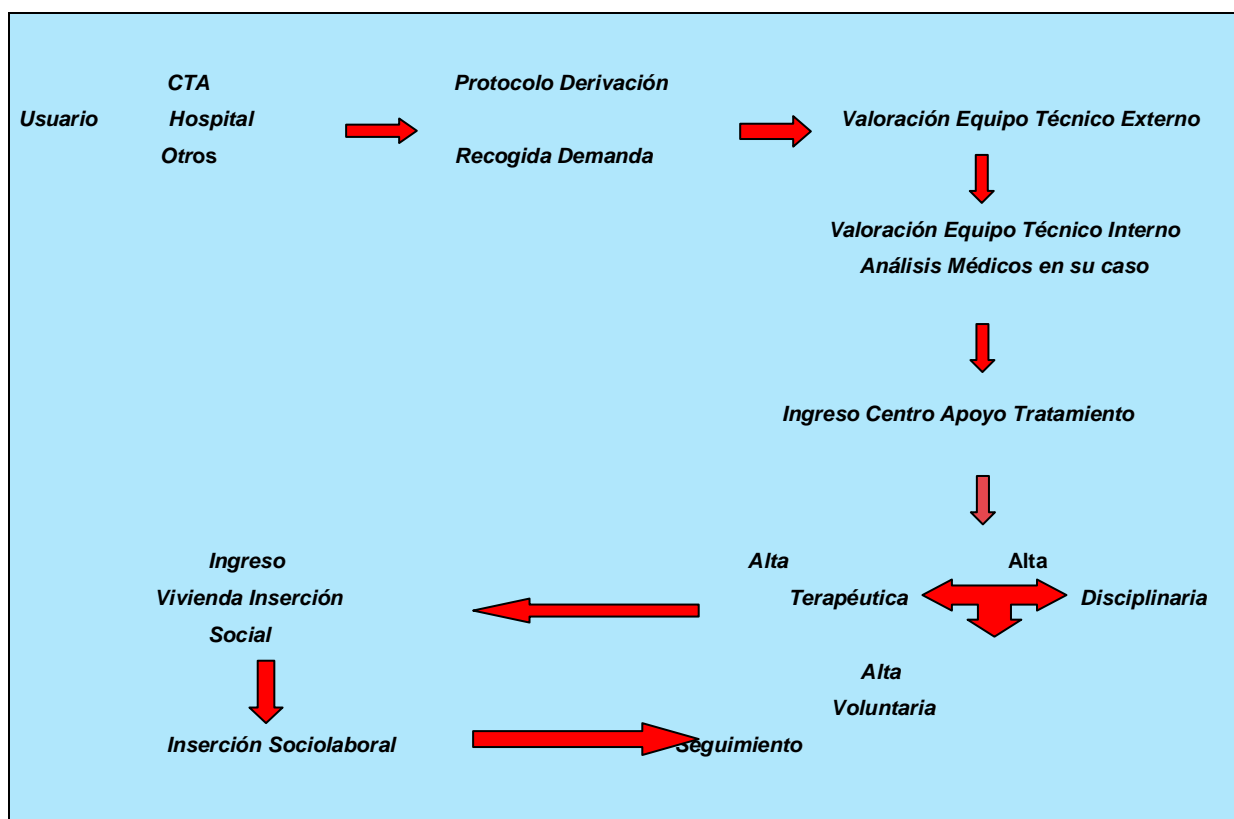 CTA
Protocolo Derivación
Usuario
Hospital
Valoración Equipo Técnico Externo
Otros
Recogida Demanda
Valoración Equipo Técnico Interno
Análisis Médicos en su caso
Ingreso Centro Apoyo Tratamiento
Ingreso
Vivienda Inserción
Social
Alta
Terapéutica
Alta
Disciplinaria
Alta
Voluntaria
Inserción Sociolaboral
Seguimiento